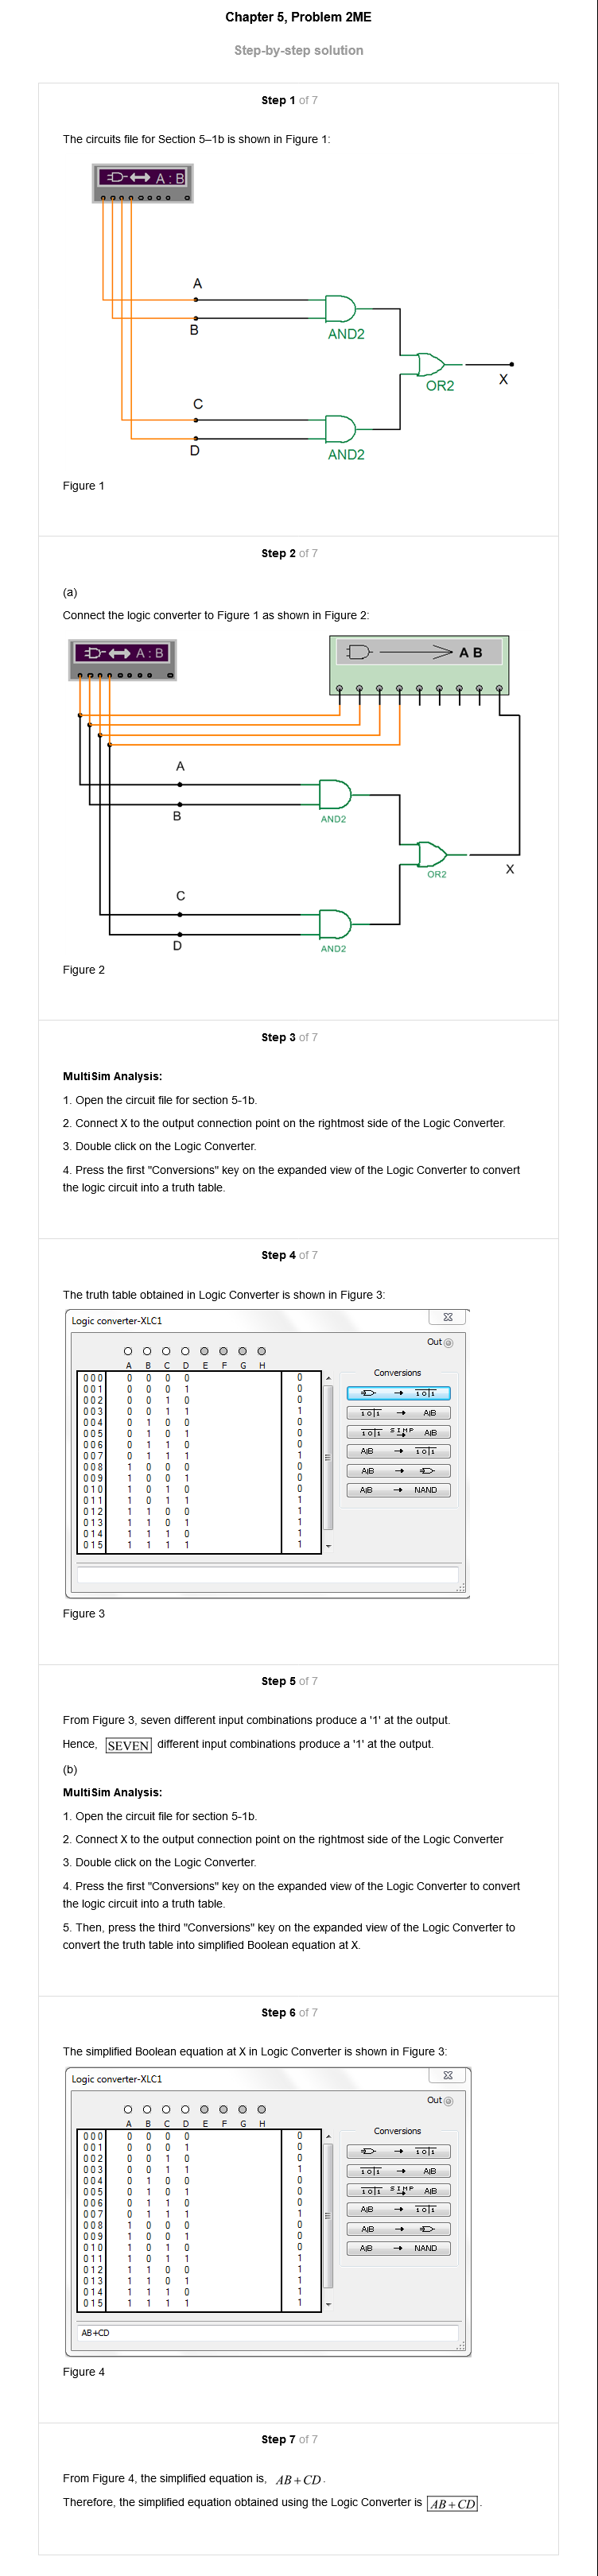 Chapter 5, Problem 2ME
Step-by-step solution
Step 1 of 7
The circuits file for Section 5–1b is shown in Figure 1:
A : B
A
B
AND2
OR2
X
C
D
AND2
Figure 1
Step 2 of 7
(a)
Connect the logic converter to Figure 1 as shown in Figure 2:
A : B
A B
A
B
AND2
OR2
X
C
D
AND2
Figure 2
Step 3 of 7
MultiSim Analysis:
1. Open the circuit file for section 5-1b.
2. Connect X to the output connection point on the rightmost side of the Logic Converter.
3. Double click on the Logic Converter.
4. Press the first "Conversions" key on the expanded view of the Logic Converter to convert
the logic circuit into a truth table.
Step 4 of 7
The truth table obtained in Logic Converter is shown in Figure 3:
Logic converter-XLC1
Out
A B C D E F G H
Conversions
000 0 0 0 0 0
001 0 0 0 1 0
002 0 0 1 0 0
003 0 0 1 1 1
004 0 1 0 0 0
005 0 1 0 1 0
006 0 1 1 0 0
007 0 1 1 1 1
008 1 0 0 0 0
009 1 0 0 1 0
010 1 0 1 0 0
011 1 0 1 1 1
012 1 1 0 0 1
013 1 1 0 1 1
014 1 1 1 0 1
015 1 1 1 1 1
→ 10|1
10|1 → A|B
10|1 SIMP A|B
A|B → 10|1
A|B →
A|B → NAND
Figure 3
Step 5 of 7
From Figure 3, seven different input combinations produce a '1' at the output.
Hence, SEVEN different input combinations produce a '1' at the output.
(b)
MultiSim Analysis:
1. Open the circuit file for section 5-1b.
2. Connect X to the output connection point on the rightmost side of the Logic Converter
3. Double click on the Logic Converter.
4. Press the first "Conversions" key on the expanded view of the Logic Converter to convert
the logic circuit into a truth table.
5. Then, press the third "Conversions" key on the expanded view of the Logic Converter to
convert the truth table into simplified Boolean equation at X.
Step 6 of 7
The simplified Boolean equation at X in Logic Converter is shown in Figure 3:
Logic converter-XLC1
Out
A B C D E F G H
Conversions
000 0 0 0 0 0
001 0 0 0 1 0
002 0 0 1 0 0
003 0 0 1 1 1
004 0 1 0 0 0
005 0 1 0 1 0
006 0 1 1 0 0
007 0 1 1 1 1
008 1 0 0 0 0
009 1 0 0 1 0
010 1 0 1 0 0
011 1 0 1 1 1
012 1 1 0 0 1
013 1 1 0 1 1
014 1 1 1 0 1
015 1 1 1 1 1
→ 10|1
10|1 → A|B
10|1 SIMP A|B
A|B → 10|1
A|B →
A|B → NAND
AB+CD
Figure 4
Step 7 of 7
From Figure 4, the simplified equation is, AB+CD.
Therefore, the simplified equation obtained using the Logic Converter is AB+CD.